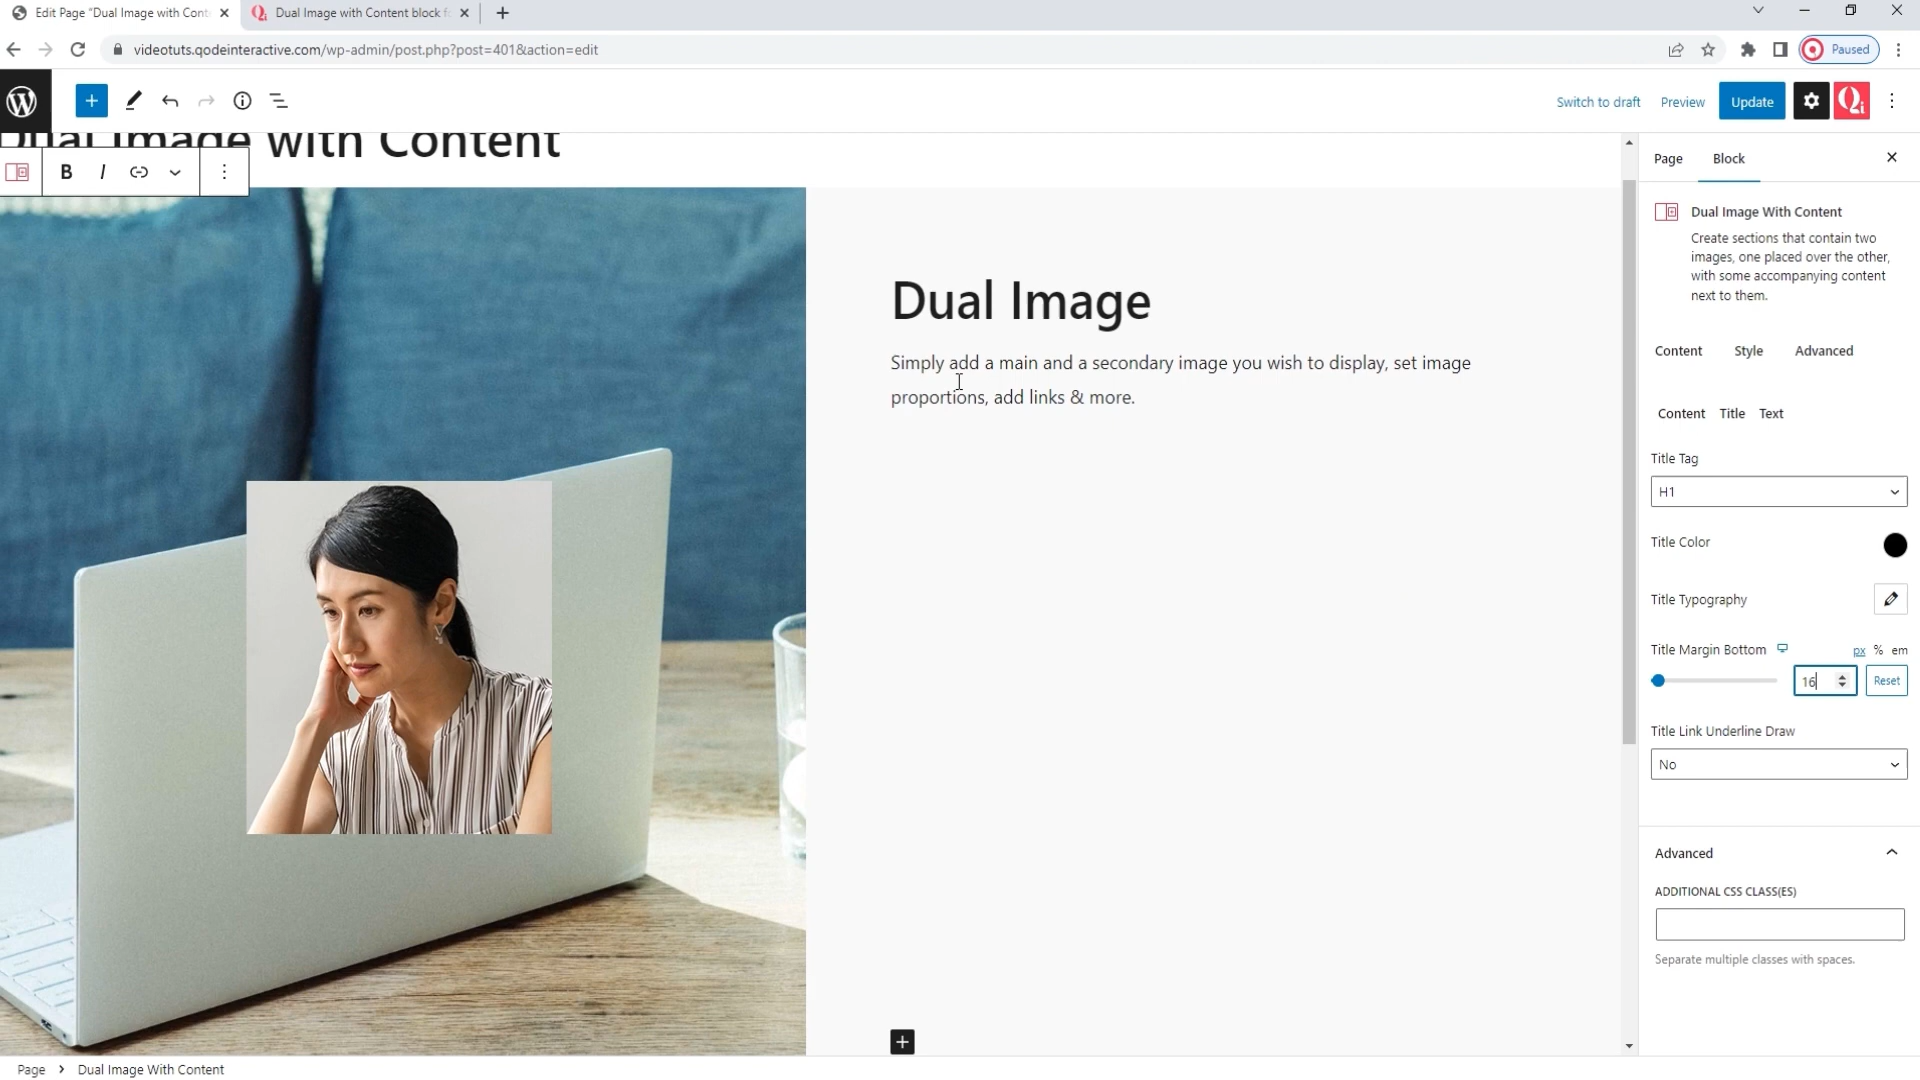 Edit Page "Dual Image with Cont
Dual Image with Content block f
videotuts.qodeinteractive.com/wp-admin/post.php?post=401&action=edit
Paused
Switch to draft
Preview
Update
Dual Image with Content
B I
Dual Image
Simply add a main and a secondary image you wish to display, set image
proportions, add links & more.
Page Block
Dual Image With Content
Create sections that contain two
images, one placed over the other,
with some accompanying content
next to them.
Content Style Advanced
Content Title Text
Title Tag
H1
Title Color
Title Typography
Title Margin Bottom px % em
16 Reset
Title Link Underline Draw
No
Advanced
ADDITIONAL CSS CLASS(ES)
Separate multiple classes with spaces.
Page > Dual Image With Content